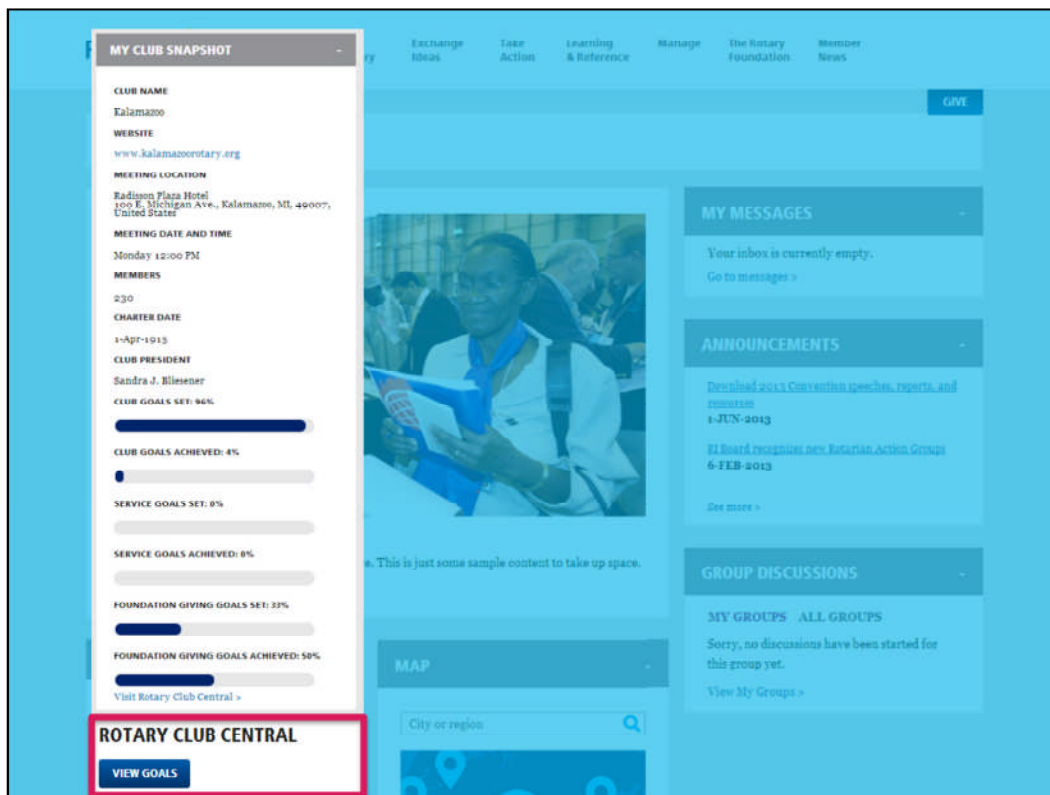 MY CLUB SNAPSHOT -
CLUB NAME
Kalamazoo
WEBSITE
www.kalamazoorotary.org
MEETING LOCATION
Radisson Plaza Hotel
100 E. Michigan Ave., Kalamazoo, MI, 49007,
United States
MEETING DATE AND TIME
Monday 12:00 PM
MEMBERS
230
CHARTER DATE
1-Apr-1913
CLUB PRESIDENT
Sandra J. Bliesener
CLUB GOALS SET: 96%
CLUB GOALS ACHIEVED: 4%
SERVICE GOALS SET: 0%
SERVICE GOALS ACHIEVED: 0%
FOUNDATION GIVING GOALS SET: 33%
FOUNDATION GIVING GOALS ACHIEVED: 50%
Visit Rotary Club Central >
ROTARY CLUB CENTRAL
VIEW GOALS
Exchange
Ideas
Take
Action
Learning
& Reference
Manage
The Rotary
Foundation
Member
News
GIVE
This is just some sample content to take up space.
MAP -
City or region
MY MESSAGES -
Your inbox is currently empty.
Go to messages >
ANNOUNCEMENTS -
Download 2013 Convention speeches, reports, and
resources
1-JUN-2013
RI Board recognizes new Rotarian Action Groups
6-FEB-2013
See more >
GROUP DISCUSSIONS -
MY GROUPS ALL GROUPS
Sorry, no discussions have been started for
this group yet.
View My Groups >